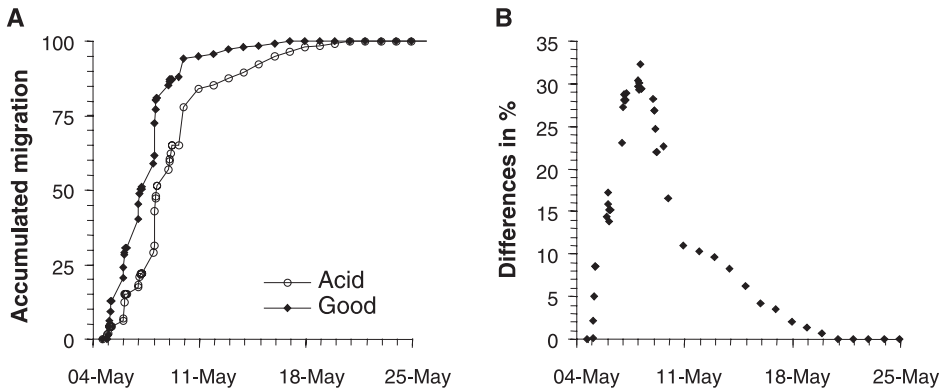 A
Accumulated migration
100
75
50
25
0
04-May 11-May 18-May 25-May
Acid
Good
B
Differences in %
35
30
25
20
15
10
5
0
04-May 11-May 18-May 25-May